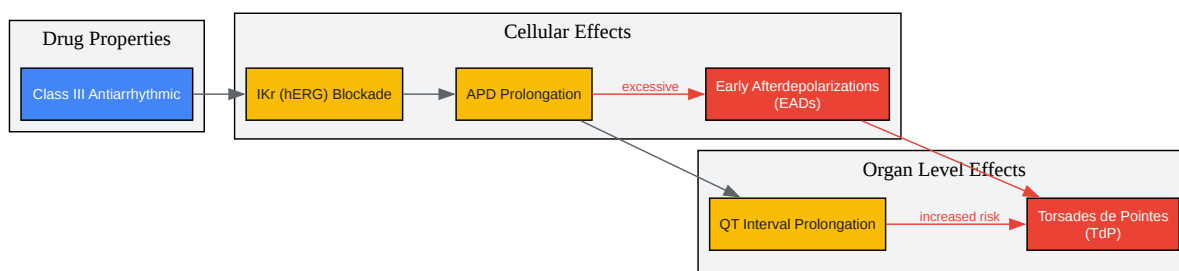 Drug Properties
Class III Antiarrhythmic
Cellular Effects
IKr (hERG) Blockade
APD Prolongation
excessive
Early Afterdepolarizations
(EADs)
Organ Level Effects
QT Interval Prolongation
increased risk
Torsades de Pointes
(TdP)